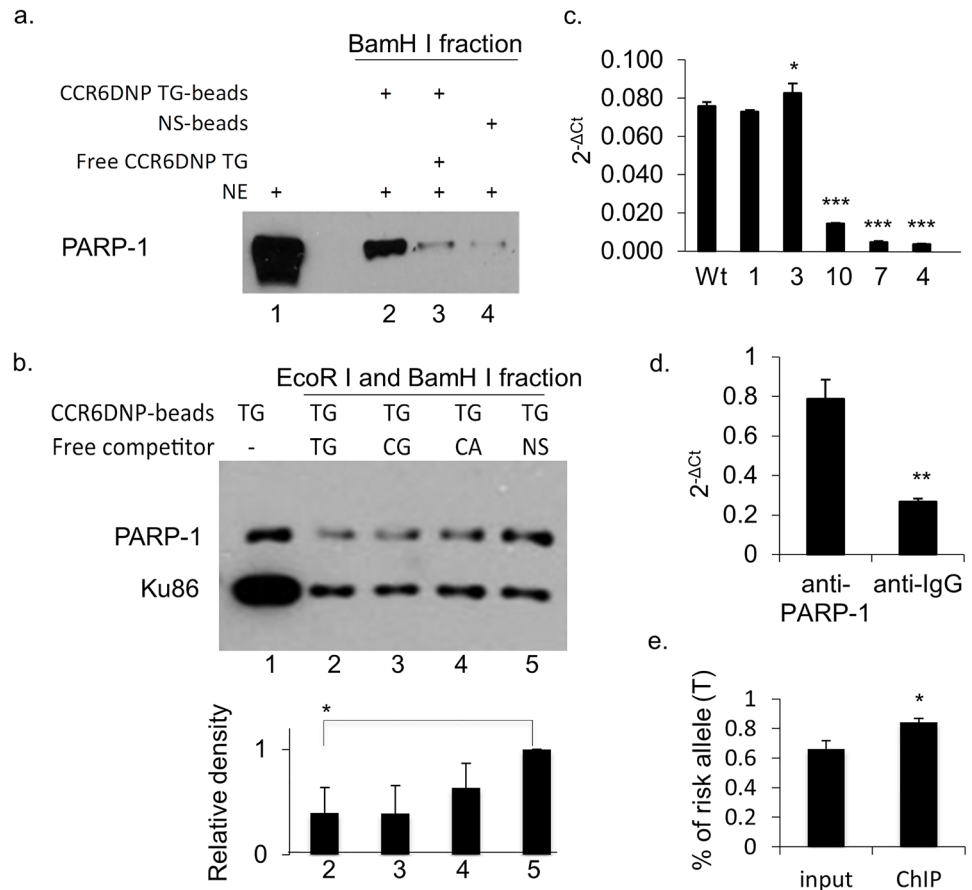 a.
BamH I fraction
CCR6DNP TG-beads + +
NS-beads +
Free CCR6DNP TG +
NE + + + +
PARP-1
1 2 3 4
b.
EcoR I and BamH I fraction
CCR6DNP-beads TG TG TG TG TG
Free competitor - TG CG CA NS
PARP-1
Ku86
1 2 3 4 5
*
Relative density
1
0
2 3 4 5
c.
2-ΔCt
0.100
0.080
0.060
0.040
0.020
0.000
* *** *** ***
Wt 1 3 10 7 4
d.
2-ΔCt
1
0.8
0.6
0.4
0.2
0
**
anti- anti-IgG
PARP-1
e.
% of risk allele (T)
1
0.8
0.6
0.4
0.2
0
*
input ChIP